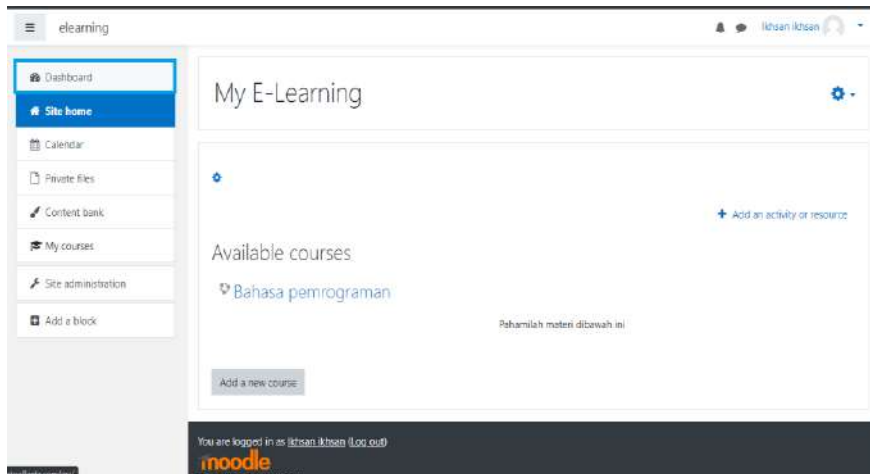 elearning
Ikhsan ikhsan
Dashboard
Site home
Calendar
Private files
Content bank
My courses
Site administration
Add a block
My E-Learning
Add an activity or resource
Available courses
Bahasa pemrograman
Pahamilah materi dibawah ini
Add a new course
You are logged in as Ikhsan ikhsan (Log out)
moodle